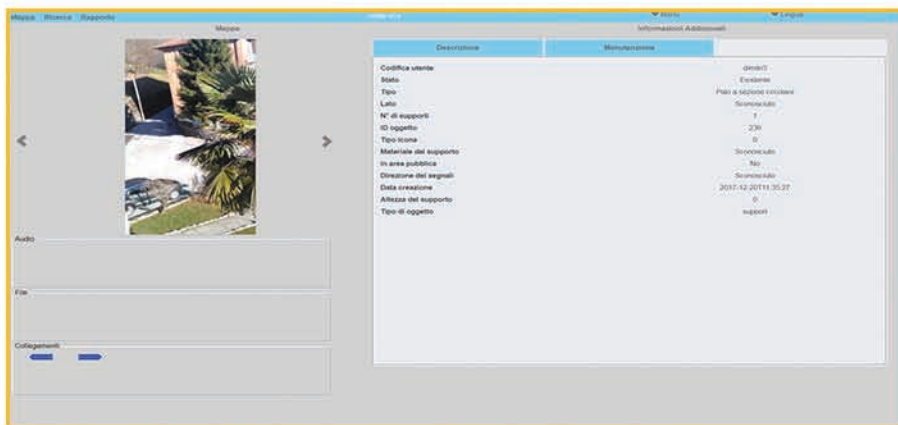 Mappa Ricerca Rapporto Menu Lingua
Mappa
Informazioni Addizionali
Descrizione Manutenzione
Codifica utente
Stato Esistente
Tipo Palo a sezione circolare
Lato Sconosciuto
N° di supporti 1
ID oggetto 236
Tipo icona 0
Materiale del supporto Sconosciuto
In area pubblica No
Direzione dei segnali Sconosciuto
Data creazione 2017-12-20T11:35:27
Altezza del supporto 0
Tipo di oggetto support
Audio
File
Collegamenti